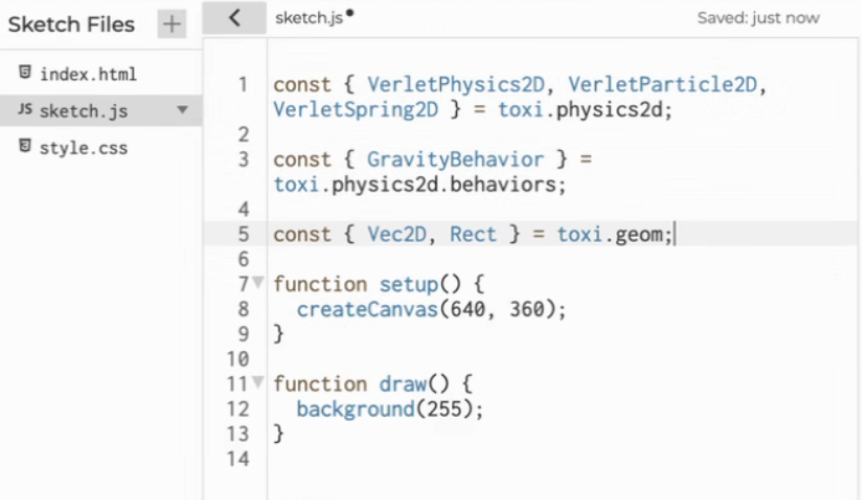 Sketch Files +
sketch.js• Saved: just now
index.html
JS sketch.js
style.css
1 const { VerletPhysics2D, VerletParticle2D,
VerletSpring2D } = toxi.physics2d;
2
3 const { GravityBehavior } =
toxi.physics2d.behaviors;
4
5 const { Vec2D, Rect } = toxi.geom;
6
7 function setup() {
8 createCanvas(640, 360);
9 }
10
11 function draw() {
12 background(255);
13 }
14